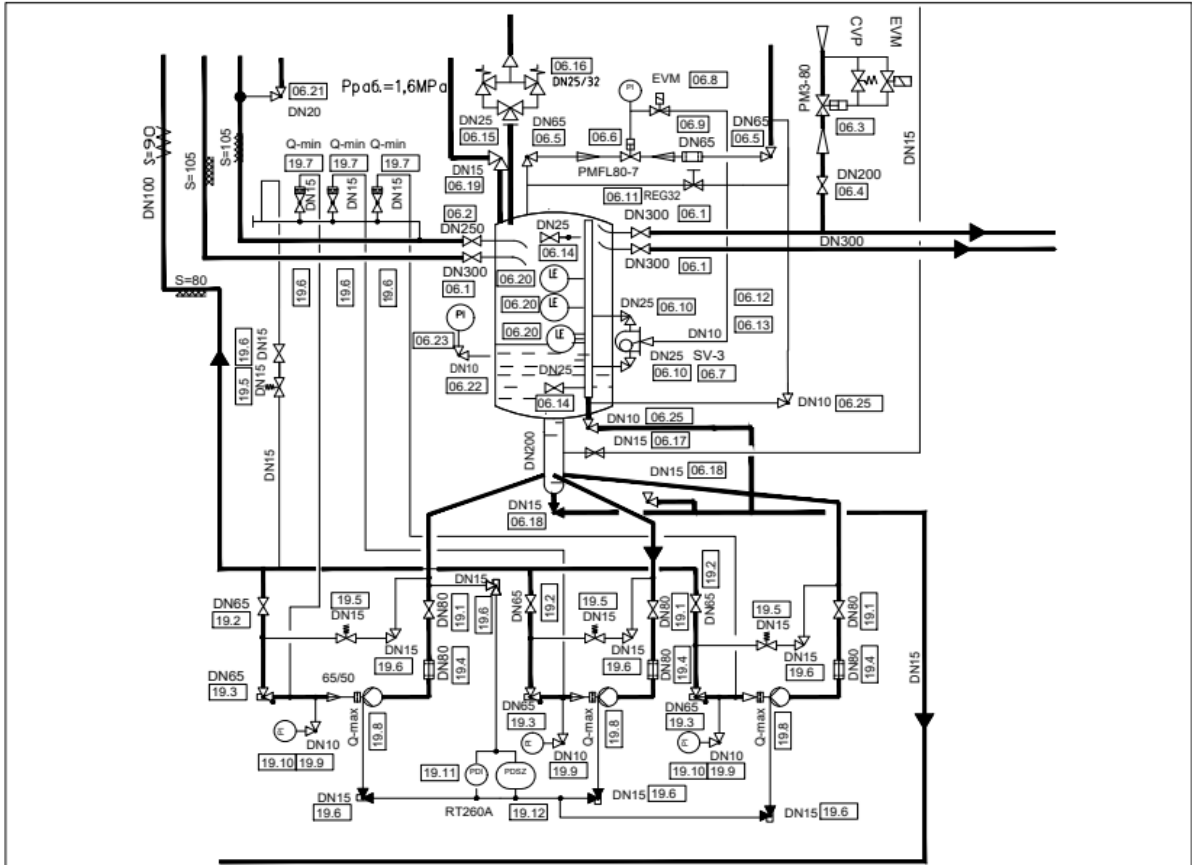 CVP
EVM
06.16
DN25/32
EVM
06.8
PI
Pраб.=1,6MPa
06.21
DN20
PM3-80
06.3
DN15
DN25
06.15
DN65
06.5
06.6
06.9
DN65
DN65
06.5
DN100 S=90
S=105
S=105
Q-min
Q-min
Q-min
19.7
19.7
19.7
DN15
DN15
DN15
DN15
06.19
PMFL80-7
06.11
REG32
DN200
06.4
06.2
DN250
DN25
06.14
DN300
06.1
DN300
DN300
06.1
DN300
06.1
S=80
19.6
19.6
19.6
06.20
LE
06.20
LE
06.20
LE
DN25
06.10
06.12
06.13
PI
06.23
DN10
DN10
06.22
DN25
06.14
DN25
06.10
SV-3
06.7
19.6
DN15
19.5
DN15
DN10
06.25
DN10
06.25
DN15
06.17
DN200
DN15
DN15
06.18
DN15
06.18
DN65
19.2
19.5
DN15
DN15
19.6
DN80
19.1
DN15
19.6
DN65
19.2
19.5
DN15
DN15
19.6
DN80
19.1
19.2
DN65
19.5
DN15
DN15
19.6
DN80
19.1
DN80
19.4
DN80
19.4
DN80
19.4
DN15
DN65
19.3
65/50
Q-max
19.8
DN65
19.3
Q-max
19.8
DN65
19.3
Q-max
19.8
DN10
19.10
19.9
DN10
19.9
PI
DN10
19.10
19.9
19.11
PDI
PDSZ
DN15
19.6
RT260A
19.12
DN15
19.6
DN15
19.6